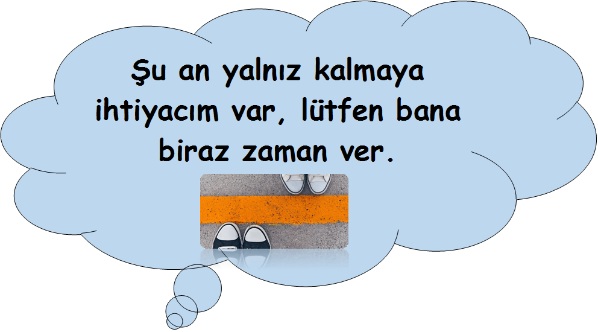 Şu an yalnız kalmaya
ihtiyacım var, lütfen bana
biraz zaman ver.